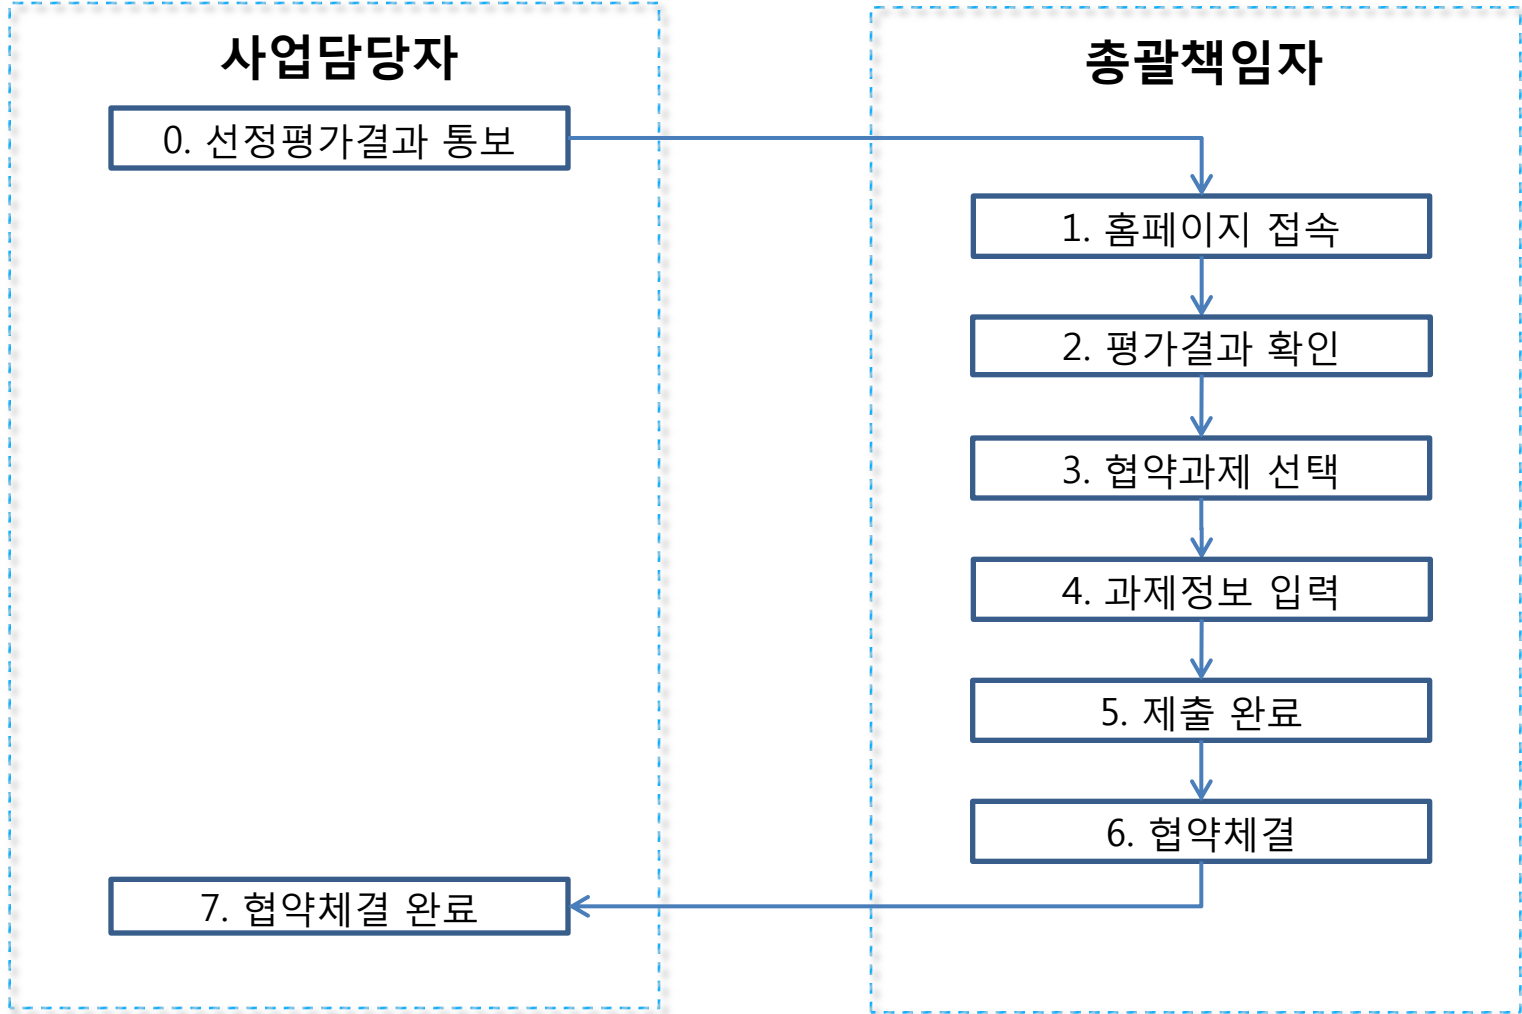 사업담당자
총괄책임자
0. 선정평가결과 통보
1. 홈페이지 접속
2. 평가결과 확인
3. 협약과제 선택
4. 과제정보 입력
5. 제출 완료
6. 협약체결
7. 협약체결 완료